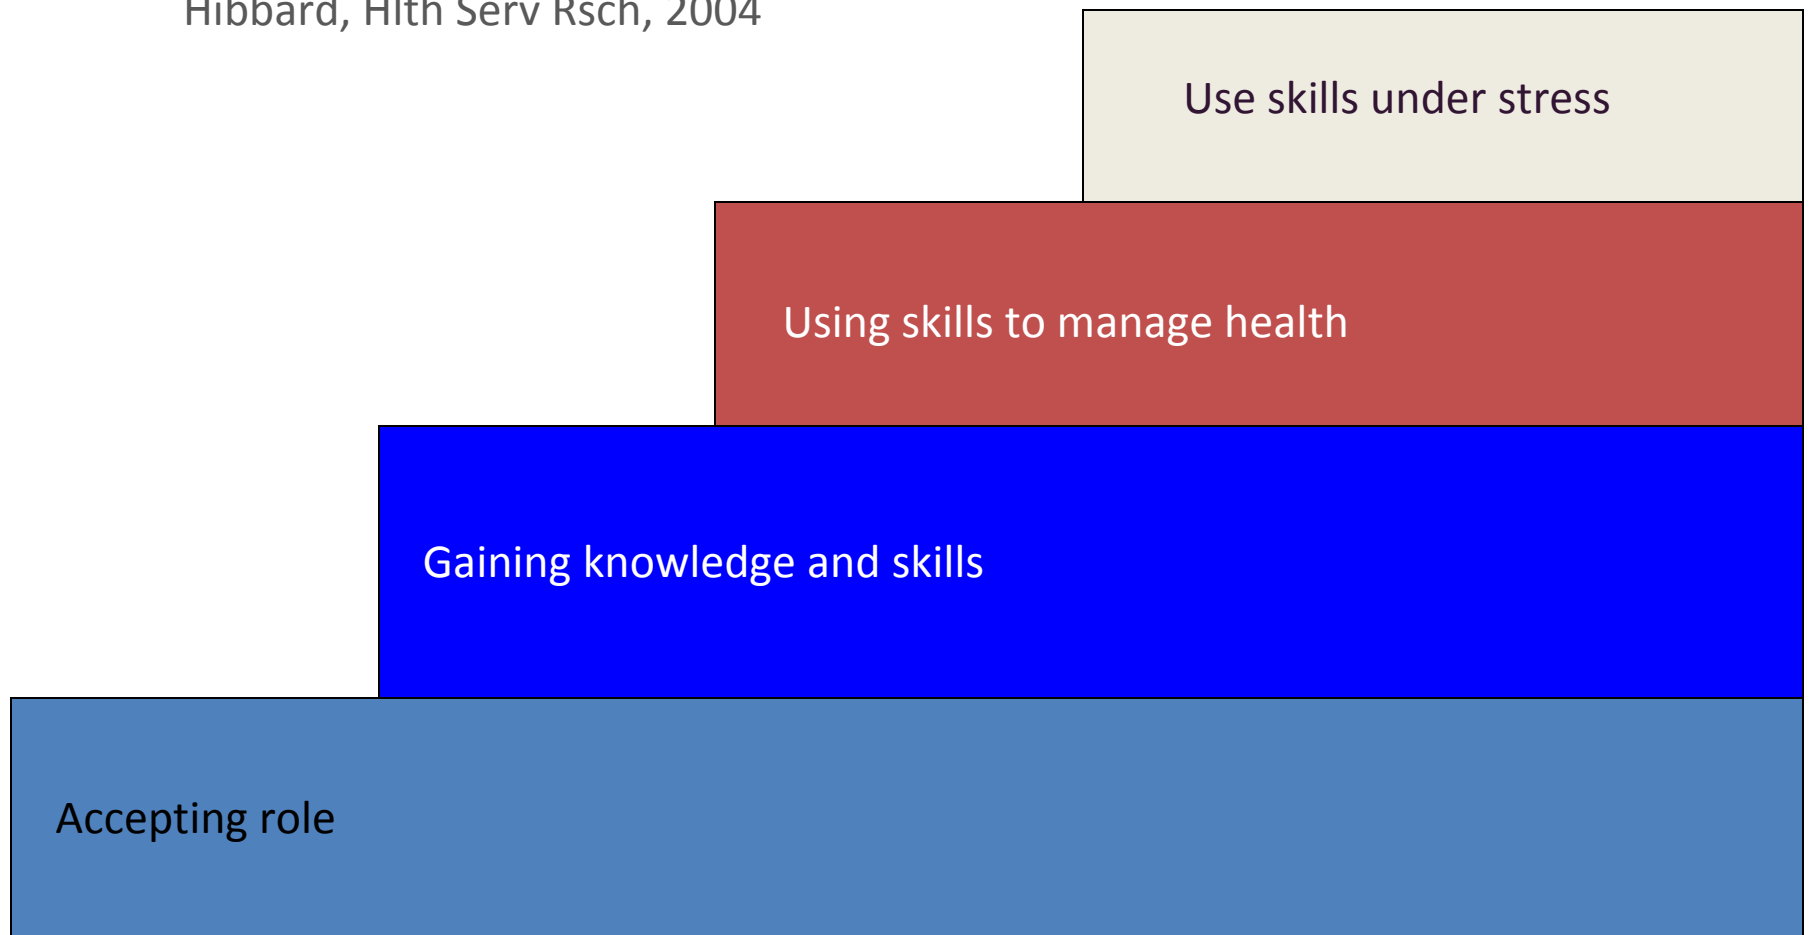 Hibbard, Hlth Serv Rsch, 2004
Use skills under stress
Using skills to manage health
Gaining knowledge and skills
Accepting role